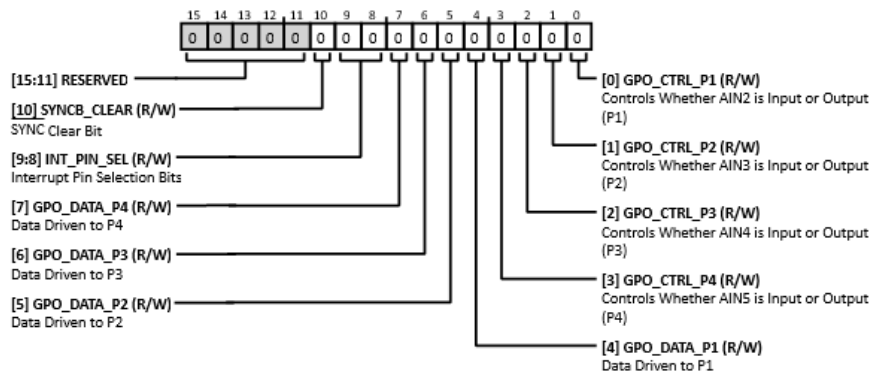 15 14 13 12 11 10 9 8 7 6 5 4 3 2 1 0
0 0 0 0 0 0 0 0 0 0 0 0 0 0 0 0
[15:11] RESERVED
[10] SYNCB_CLEAR (R/W)
SYNC Clear Bit
[9:8] INT_PIN_SEL (R/W)
Interrupt Pin Selection Bits
[7] GPO_DATA_P4 (R/W)
Data Driven to P4
[6] GPO_DATA_P3 (R/W)
Data Driven to P3
[5] GPO_DATA_P2 (R/W)
Data Driven to P2
[0] GPO_CTRL_P1 (R/W)
Controls Whether AIN2 is Input or Output
(P1)
[1] GPO_CTRL_P2 (R/W)
Controls Whether AIN3 is Input or Output
(P2)
[2] GPO_CTRL_P3 (R/W)
Controls Whether AIN4 is Input or Output
(P3)
[3] GPO_CTRL_P4 (R/W)
Controls Whether AIN5 is Input or Output
(P4)
[4] GPO_DATA_P1 (R/W)
Data Driven to P1